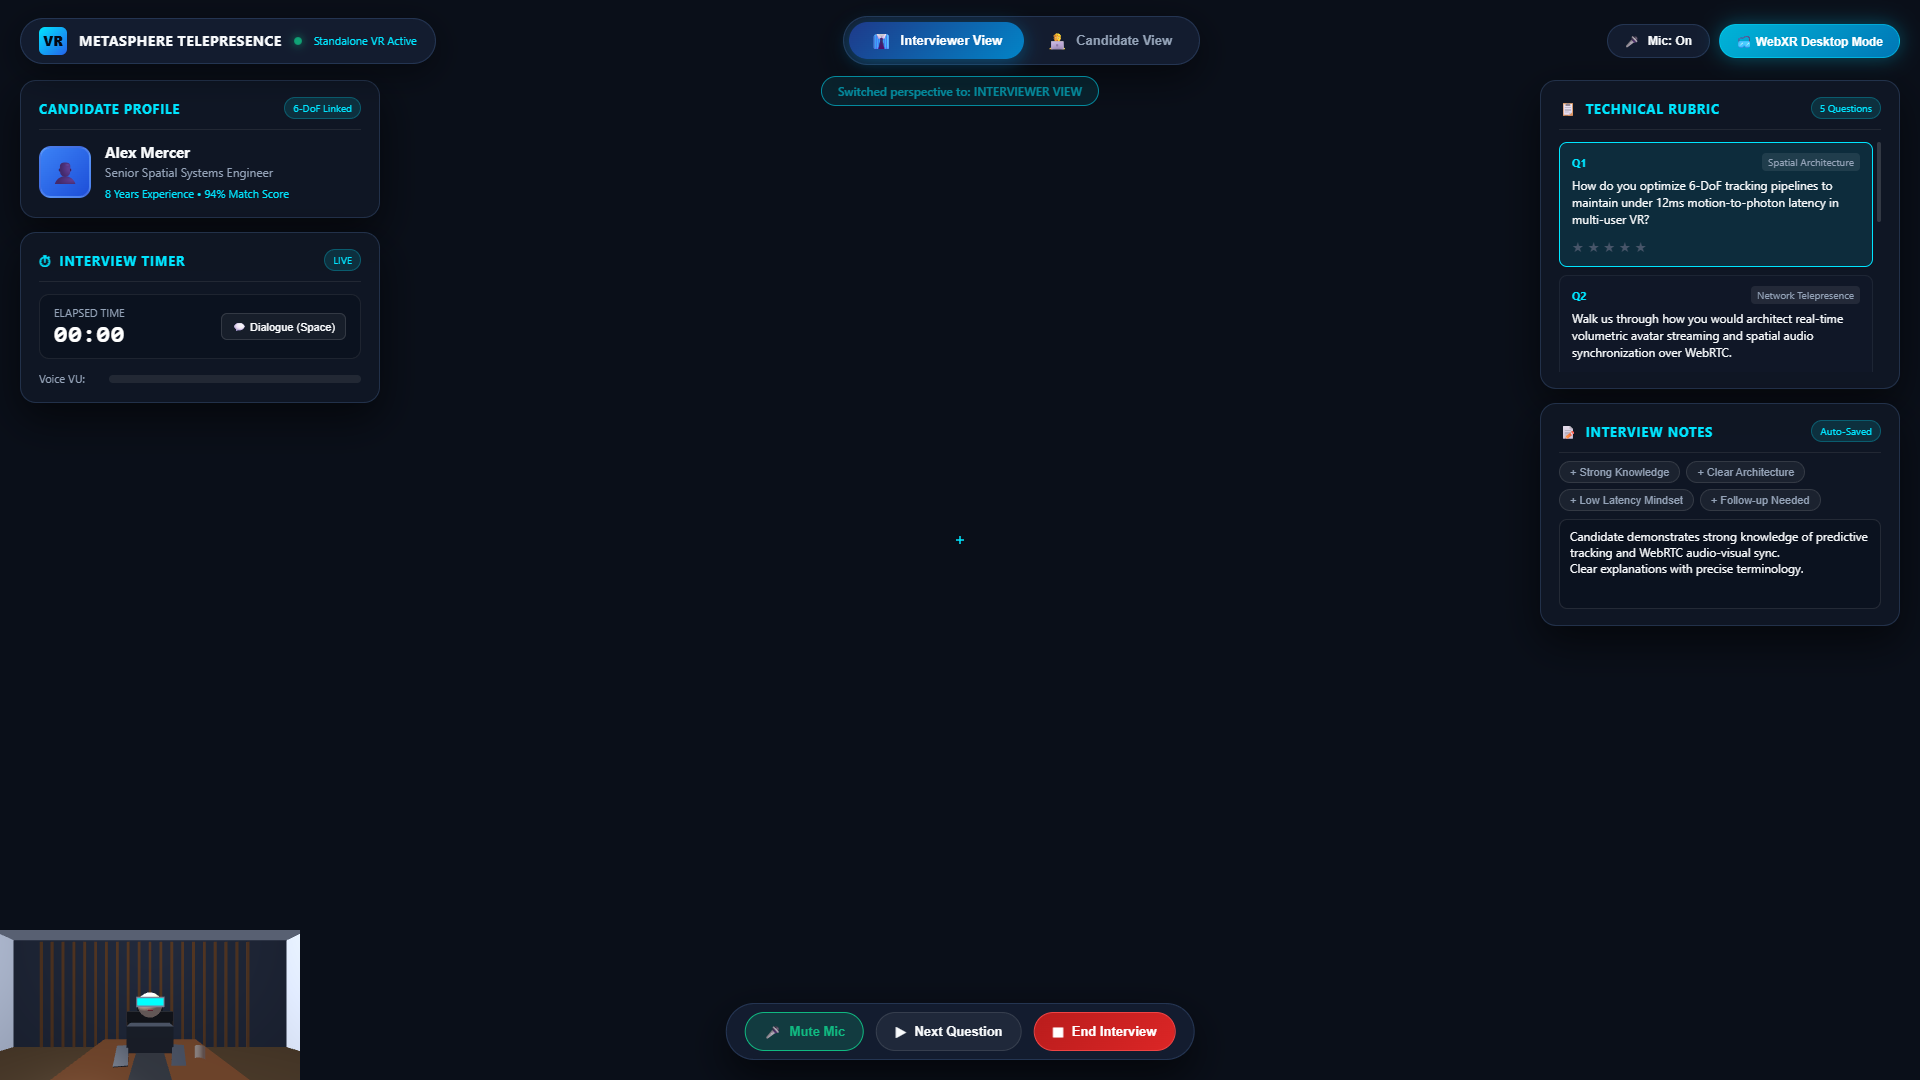 VR METASPHERE TELEPRESENCE Standalone VR Active
Interviewer View Candidate View
Mic: On WebXR Desktop Mode
Switched perspective to: INTERVIEWER VIEW
CANDIDATE PROFILE 6-DoF Linked
Alex Mercer
Senior Spatial Systems Engineer
8 Years Experience • 94% Match Score
INTERVIEW TIMER LIVE
ELAPSED TIME
00:00
Dialogue (Space)
Voice VU:
TECHNICAL RUBRIC 5 Questions
Q1 Spatial Architecture
How do you optimize 6-DoF tracking pipelines to
maintain under 12ms motion-to-photon latency in
multi-user VR?
Q2 Network Telepresence
Walk us through how you would architect real-time
volumetric avatar streaming and spatial audio
synchronization over WebRTC.
INTERVIEW NOTES Auto-Saved
+ Strong Knowledge + Clear Architecture
+ Low Latency Mindset + Follow-up Needed
Candidate demonstrates strong knowledge of predictive
tracking and WebRTC audio-visual sync.
Clear explanations with precise terminology.
Mute Mic Next Question End Interview